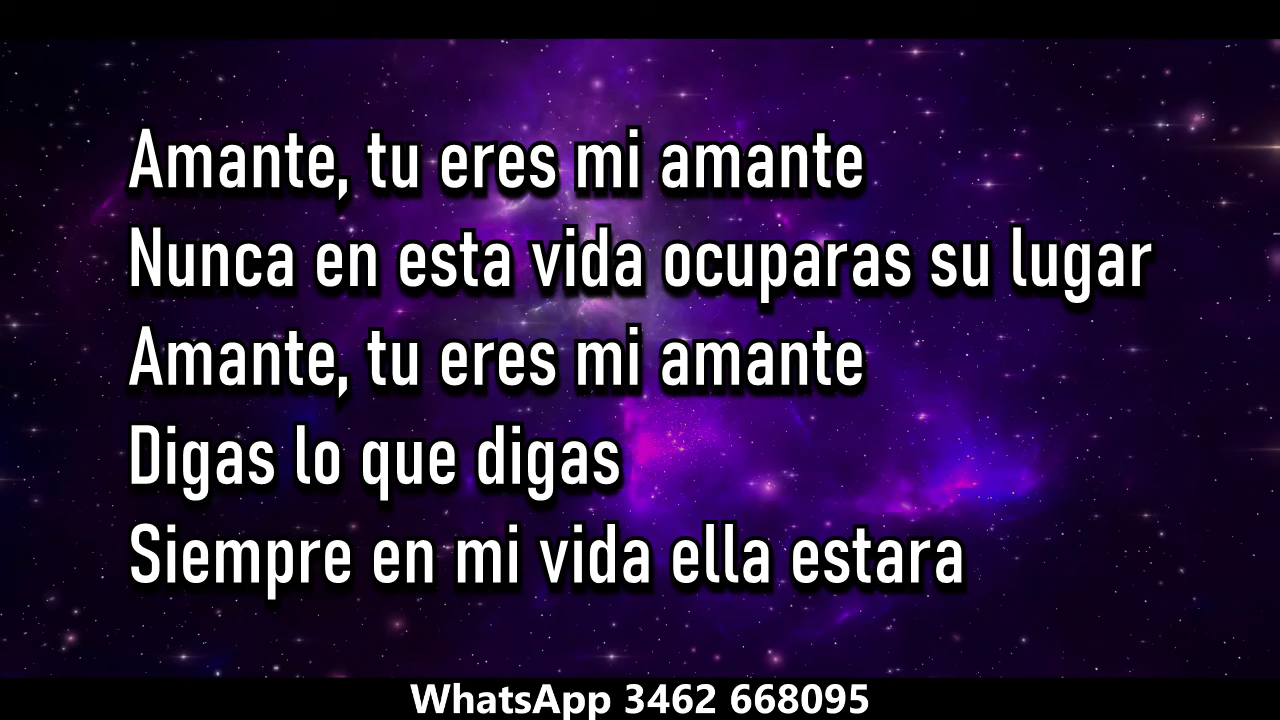 Amante, tu eres mi amante
Nunca en esta vida ocuparas su lugar
Amante, tu eres mi amante
Digas lo que digas
Siempre en mi vida ella estara
WhatsApp 3462 668095